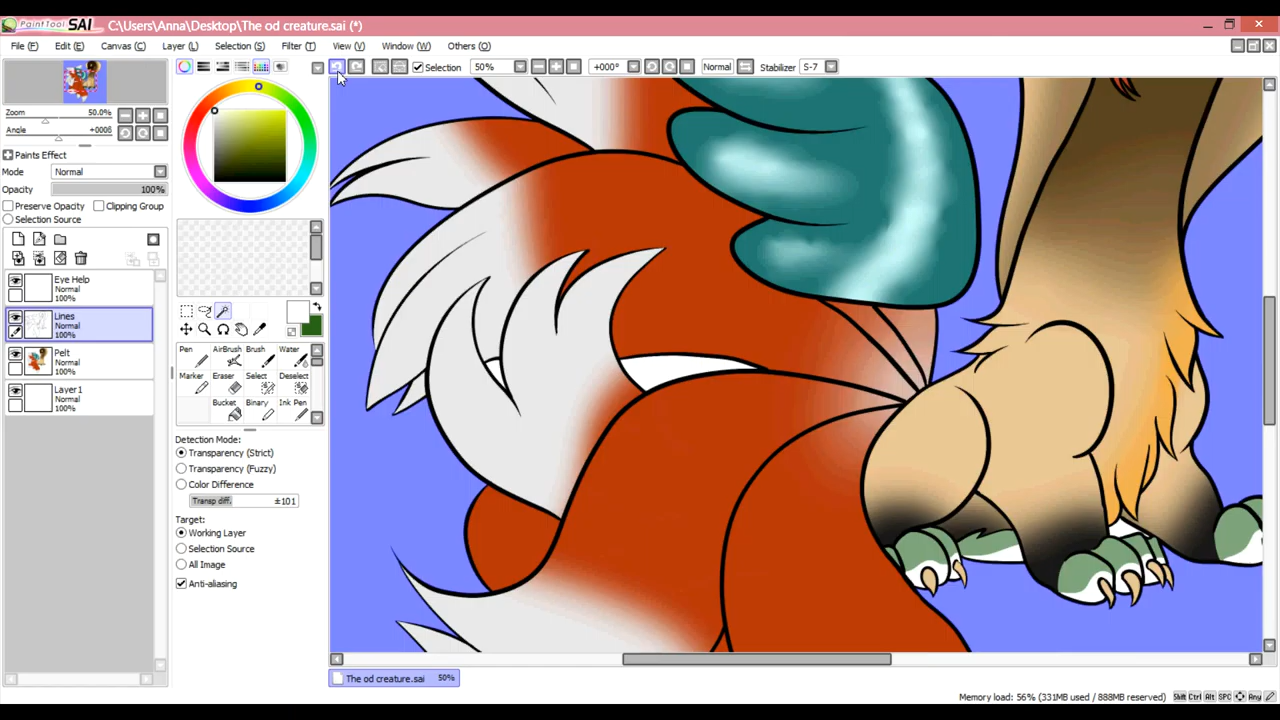 PaintTool SAI C:\Users\Anna\Desktop\The od creature.sai (*)
File (F) Edit (E) Canvas (C) Layer (L) Selection (S) Filter (T) View (V) Window (W) Others (O)
Selection 50% +000° Normal Stabilizer S-7
Zoom 50.0%
Angle +000°
Paints Effect
Mode Normal
Opacity 100%
Preserve Opacity Clipping Group
Selection Source
Eye Help
Normal
100%
Lines
Normal
100%
Pelt
Normal
100%
Layer 1
Normal
100%
Pen AirBrush Brush Water
Marker Eraser Select Deselect
Bucket Binary Ink Pen
Detection Mode:
Transparency (Strict)
Transparency (Fuzzy)
Color Difference
Transp diff. ±101
Target:
Working Layer
Selection Source
All Image
Anti-aliasing
The od creature.sai 50%
Memory load: 56% (331MB used / 888MB reserved) Shift Ctrl Alt SPC Any